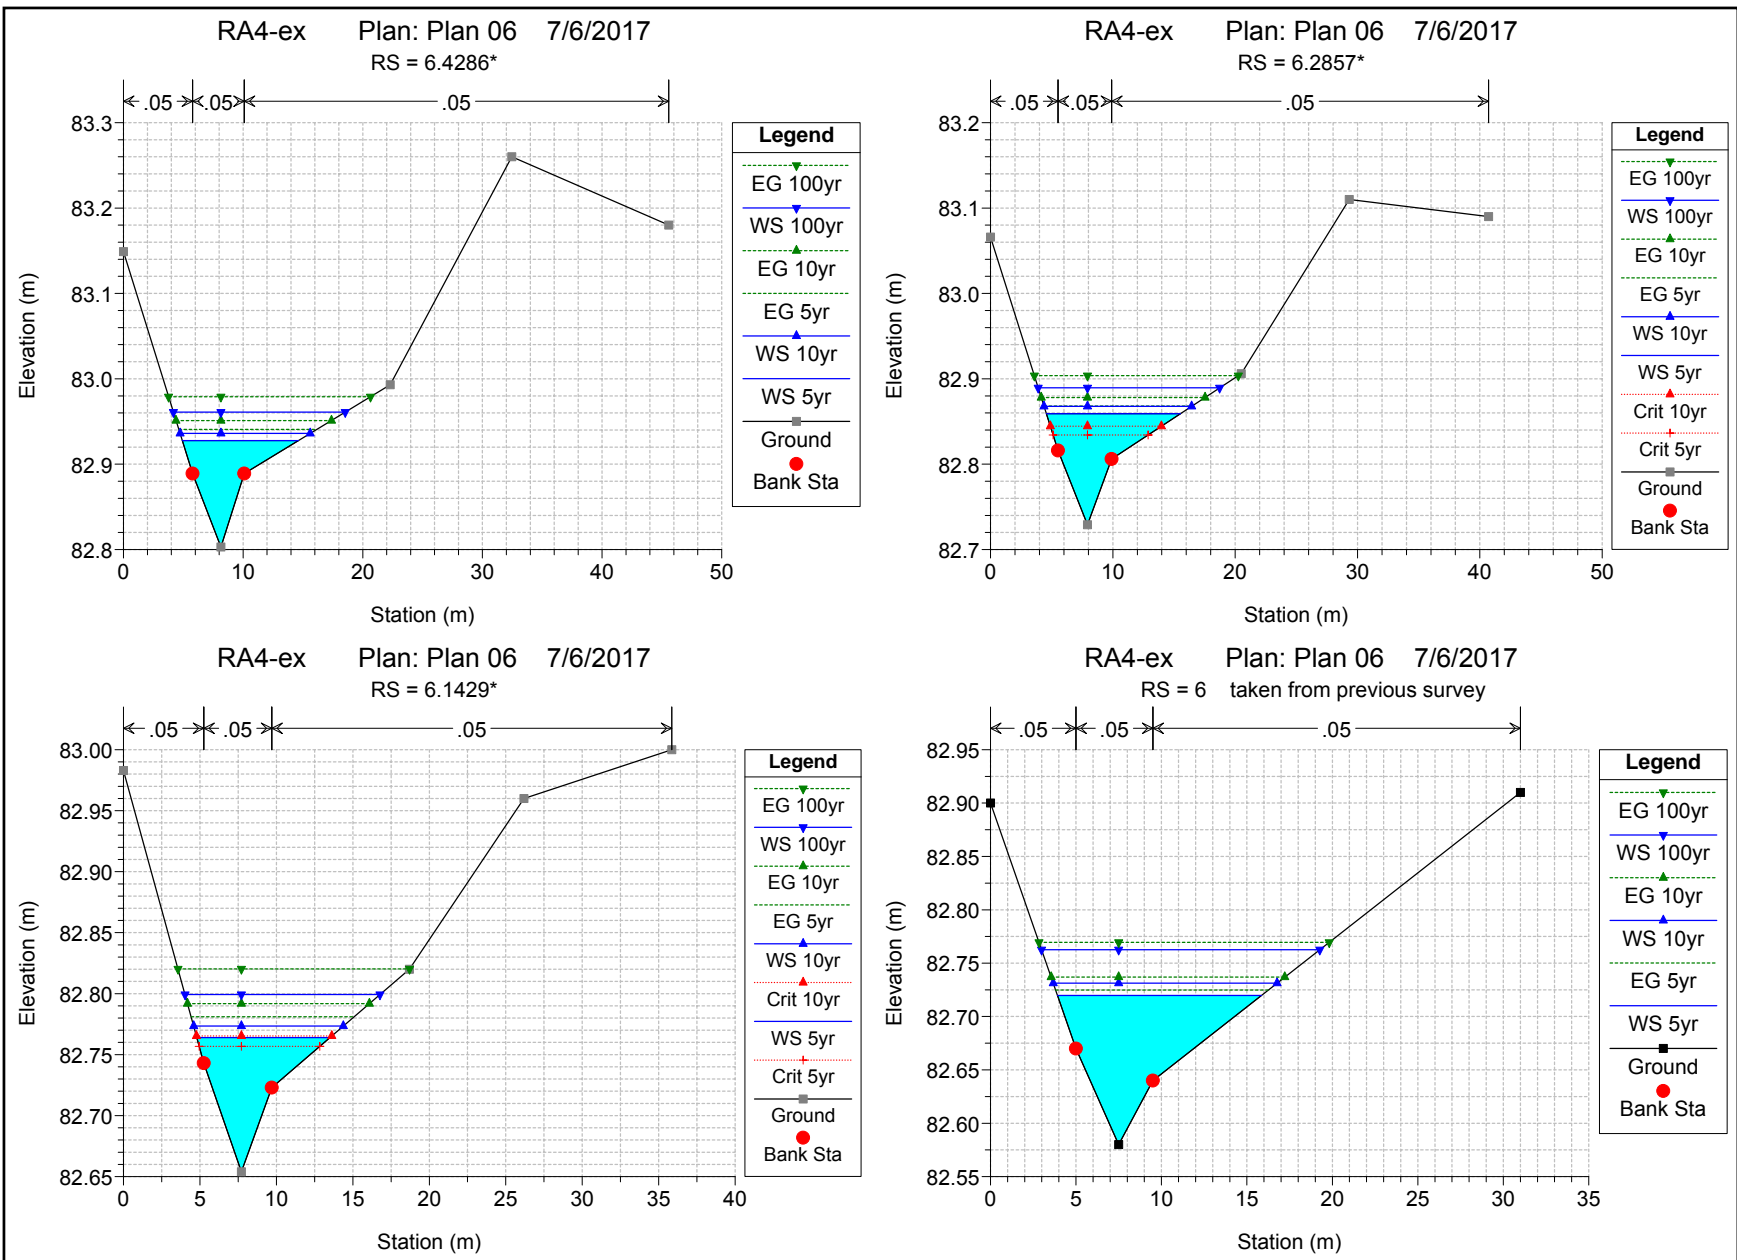 RA4-ex Plan: Plan 06 7/6/2017
RS = 6.4286*
.05 .05 .05
83.3
83.2
83.1
83.0
82.9
82.8
0 10 20 30 40 50
Elevation (m)
Station (m)
Legend
EG 100yr
WS 100yr
EG 10yr
EG 5yr
WS 10yr
WS 5yr
Ground
Bank Sta
RA4-ex Plan: Plan 06 7/6/2017
RS = 6.2857*
.05 .05 .05
83.2
83.1
83.0
82.9
82.8
82.7
0 10 20 30 40 50
Elevation (m)
Station (m)
Legend
EG 100yr
WS 100yr
EG 10yr
EG 5yr
WS 10yr
WS 5yr
Crit 10yr
Crit 5yr
Ground
Bank Sta
RA4-ex Plan: Plan 06 7/6/2017
RS = 6.1429*
.05 .05 .05
83.00
82.95
82.90
82.85
82.80
82.75
82.70
82.65
0 5 10 15 20 25 30 35 40
Elevation (m)
Station (m)
Legend
EG 100yr
WS 100yr
EG 10yr
EG 5yr
WS 10yr
Crit 10yr
WS 5yr
Crit 5yr
Ground
Bank Sta
RA4-ex Plan: Plan 06 7/6/2017
RS = 6 taken from previous survey
.05 .05 .05
82.95
82.90
82.85
82.80
82.75
82.70
82.65
82.60
82.55
0 5 10 15 20 25 30 35
Elevation (m)
Station (m)
Legend
EG 100yr
WS 100yr
EG 10yr
WS 10yr
EG 5yr
WS 5yr
Ground
Bank Sta